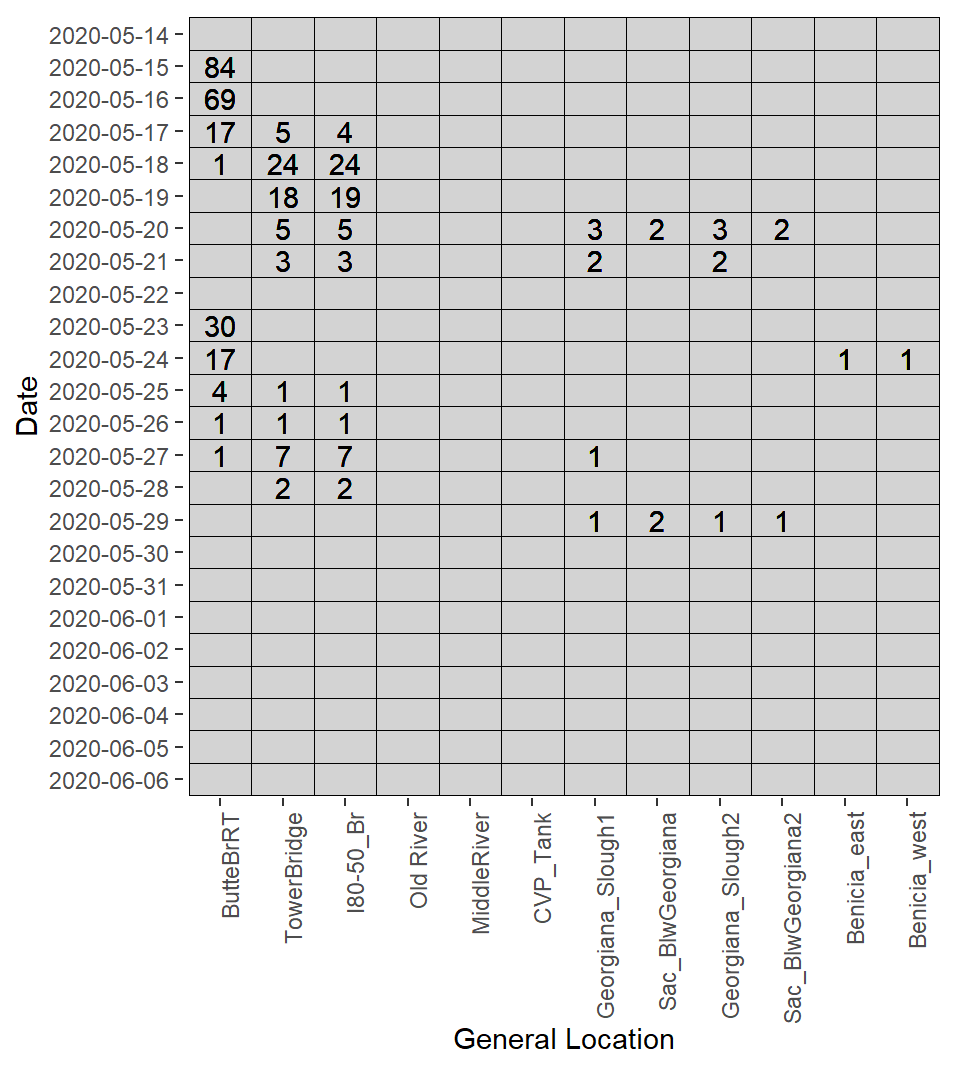 2020-05-14
2020-05-15 84
2020-05-16 69
2020-05-17 17 5 4
2020-05-18 1 24 24
2020-05-19 18 19
2020-05-20 5 5 3 2 3 2
2020-05-21 3 3 2 2
2020-05-22
2020-05-23 30
2020-05-24 17 1 1
2020-05-25 4 1 1
2020-05-26 1 1 1
2020-05-27 1 7 7 1
2020-05-28 2 2
2020-05-29 1 2 1 1
2020-05-30
2020-05-31
2020-06-01
2020-06-02
2020-06-03
2020-06-04
2020-06-05
2020-06-06
Date
ButteBrRT
TowerBridge
I80-50_Br
Old River
MiddleRiver
CVP_Tank
Georgiana_Slough1
Sac_BlwGeorgiana
Georgiana_Slough2
Sac_BlwGeorgiana2
Benicia_east
Benicia_west
General Location